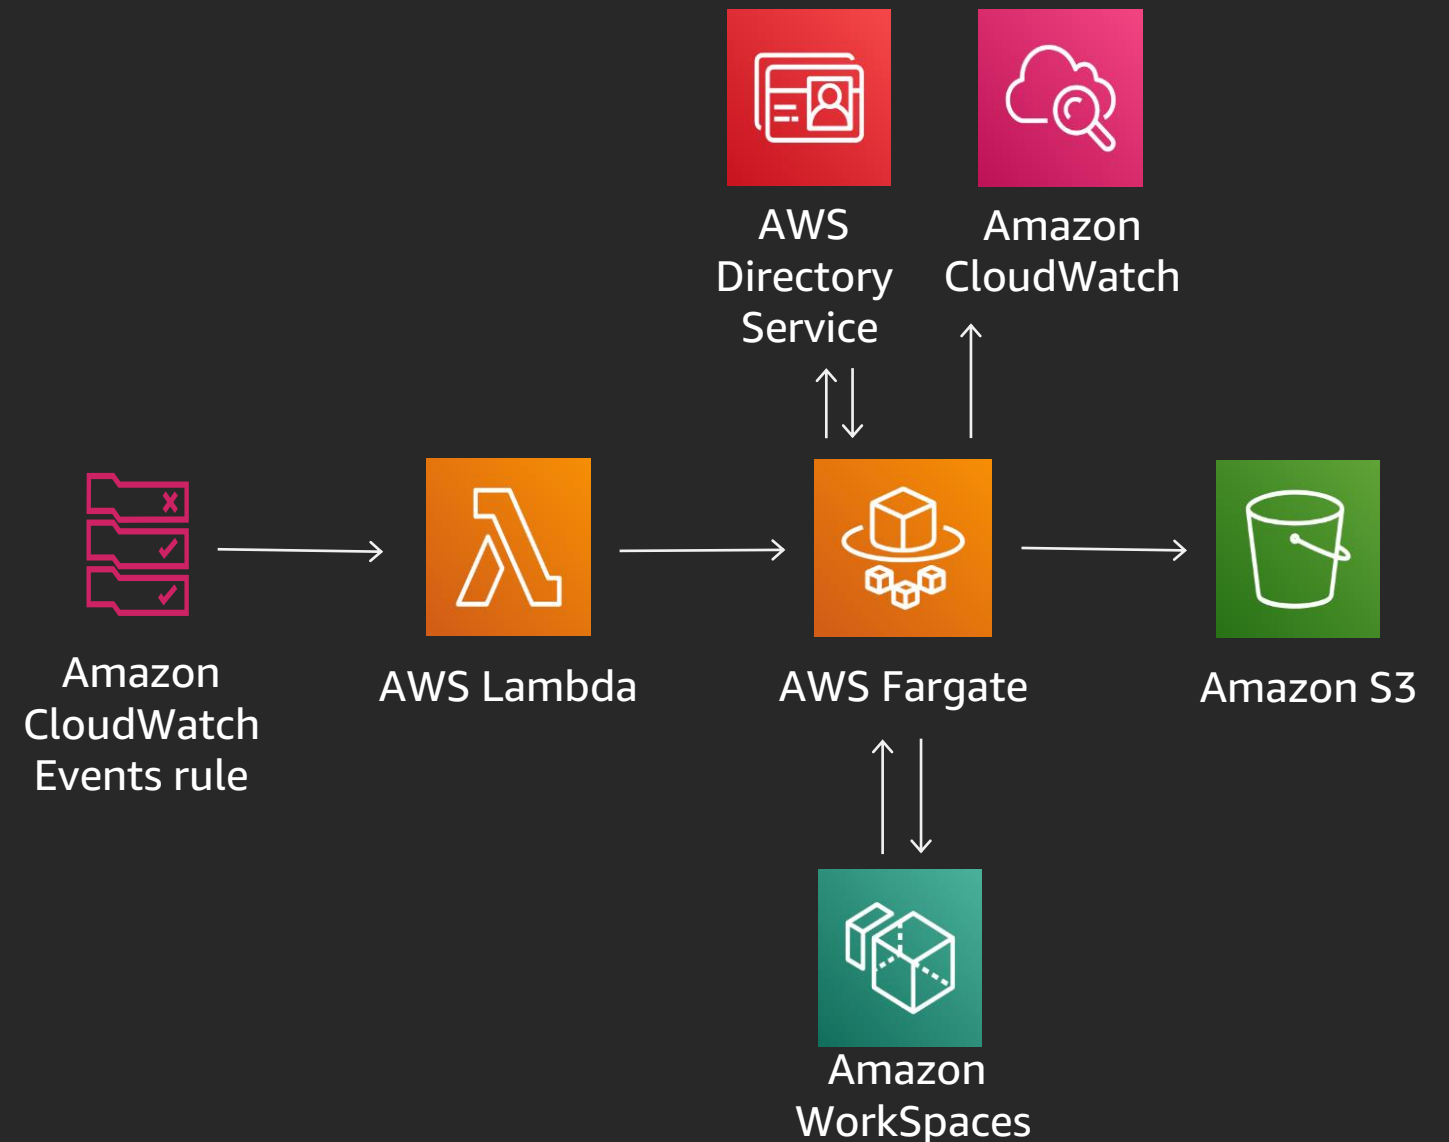 AWS
Directory
Service
Amazon
CloudWatch
Amazon
CloudWatch
Events rule
AWS Lambda
AWS Fargate
Amazon S3
Amazon
WorkSpaces